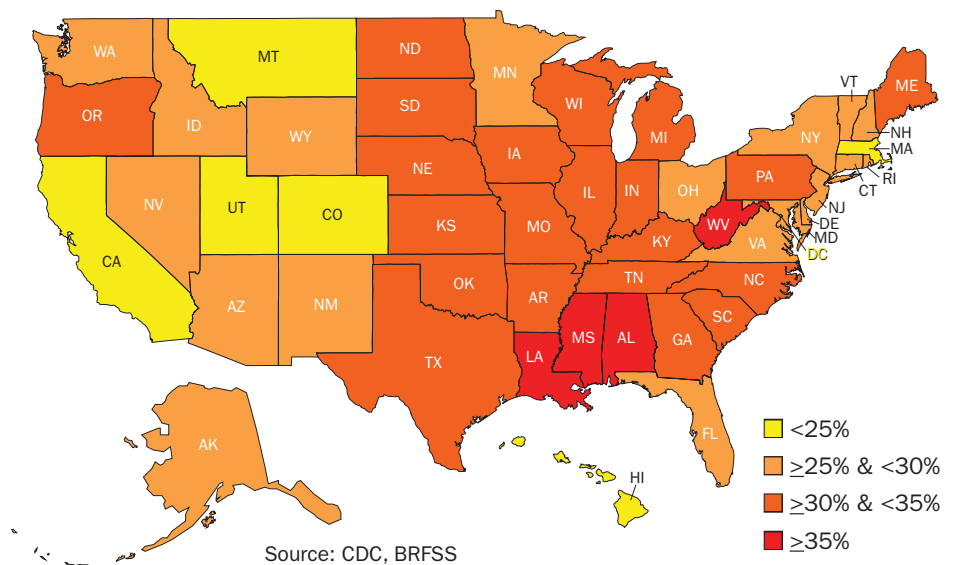 WA
MT
ND
MN
VT
ME
OR
ID
SD
WI
MI
NY
NH
MA
WY
IA
NE
PA
RI
CT
NV
UT
CO
IL
IN
OH
NJ
DE
MD
DC
CA
KS
MO
WV
VA
KY
AZ
NM
OK
AR
TN
NC
SC
TX
LA
MS
AL
GA
FL
AK
HI
<25%
≥25% & <30%
≥30% & <35%
≥35%
Source: CDC, BRFSS